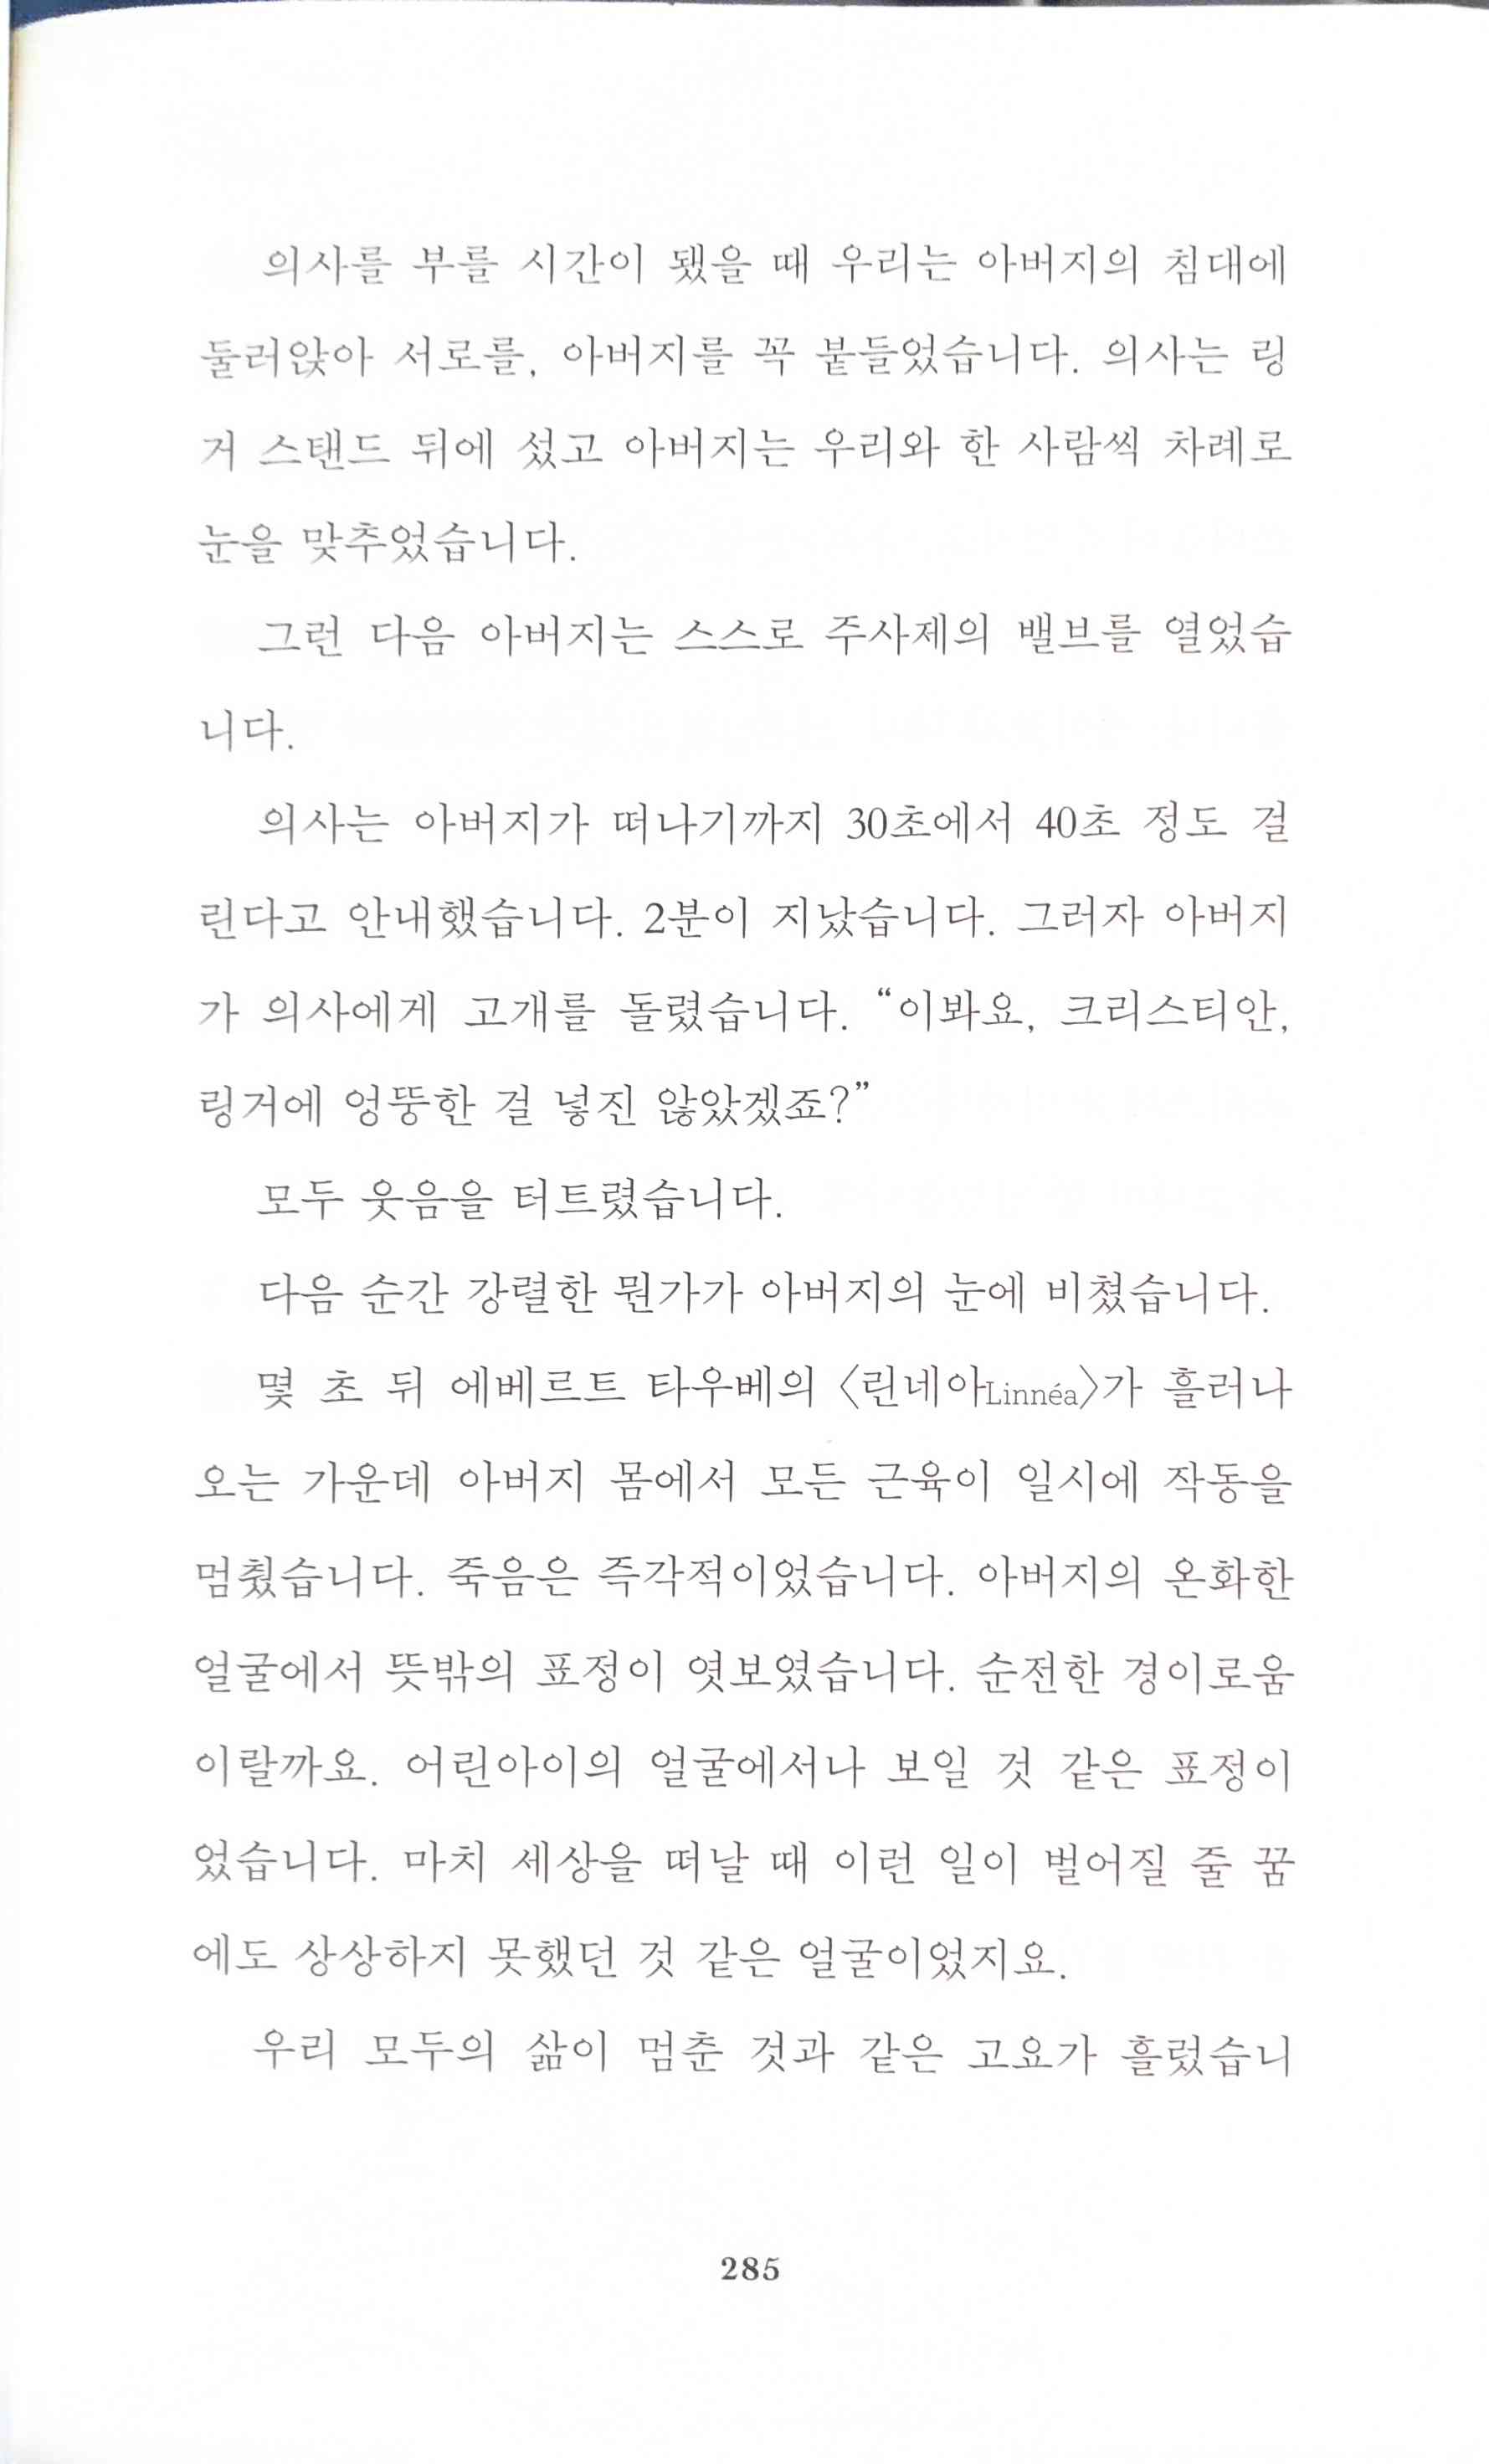 의사를 부를 시간이 됐을 때 우리는 아버지의 침대에
둘러앉아 서로를, 아버지를 꼭 붙들었습니다. 의사는 링
거 스탠드 뒤에 섰고 아버지는 우리와 한 사람씩 차례로
눈을 맞추었습니다.
그런 다음 아버지는 스스로 주사제의 밸브를 열었습
니다.
의사는 아버지가 떠나기까지 30초에서 40초 정도 걸
린다고 안내했습니다. 2분이 지났습니다. 그러자 아버지
가 의사에게 고개를 돌렸습니다. “이봐요, 크리스티안,
링거에 엉뚱한 걸 넣진 않았겠죠?”
모두 웃음을 터트렸습니다.
다음 순간 강렬한 뭔가가 아버지의 눈에 비쳤습니다.
몇 초 뒤 에베르트 타우베의 〈린네아Linnéa〉가 흘러나
오는 가운데 아버지 몸에서 모든 근육이 일시에 작동을
멈췄습니다. 죽음은 즉각적이었습니다. 아버지의 온화한
얼굴에서 뜻밖의 표정이 엿보였습니다. 순전한 경이로움
이랄까요. 어린아이의 얼굴에서나 보일 것 같은 표정이
었습니다. 마치 세상을 떠날 때 이런 일이 벌어질 줄 꿈
에도 상상하지 못했던 것 같은 얼굴이었지요.
우리 모두의 삶이 멈춘 것과 같은 고요가 흘렀습니
285